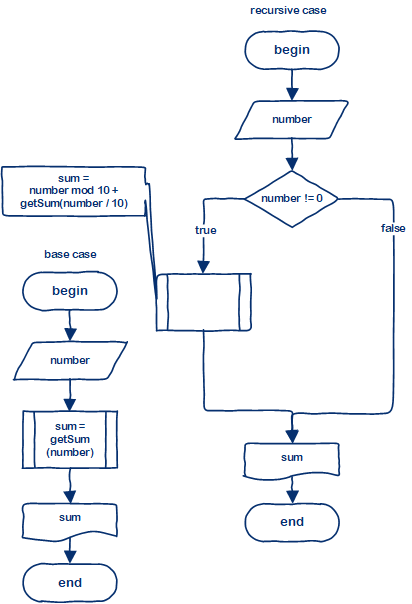 recursive case
begin
number
number != 0
true
false
sum =
number mod 10 +
getSum(number / 10)
sum
end
base case
begin
number
sum =
getSum
(number)
sum
end